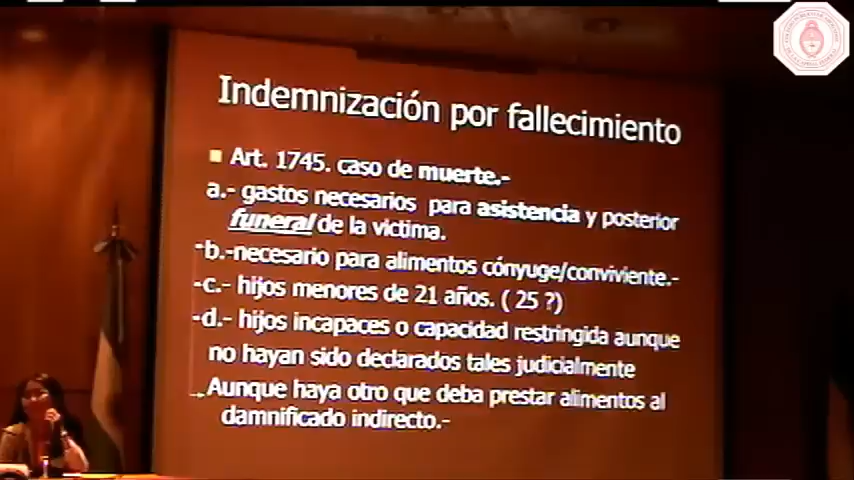 Indemnización por fallecimiento
Art. 1745. caso de muerte.-
a.- gastos necesarios para asistencia y posterior
funeral de la victima.
-b.-necesario para alimentos cónyuge/conviviente.-
-c.- hijos menores de 21 años. ( 25 ?)
-d.- hijos incapaces o capacidad restringida aunque
no hayan sido declarados tales judicialmente
Aunque haya otro que deba prestar alimentos al
damnificado indirecto.-